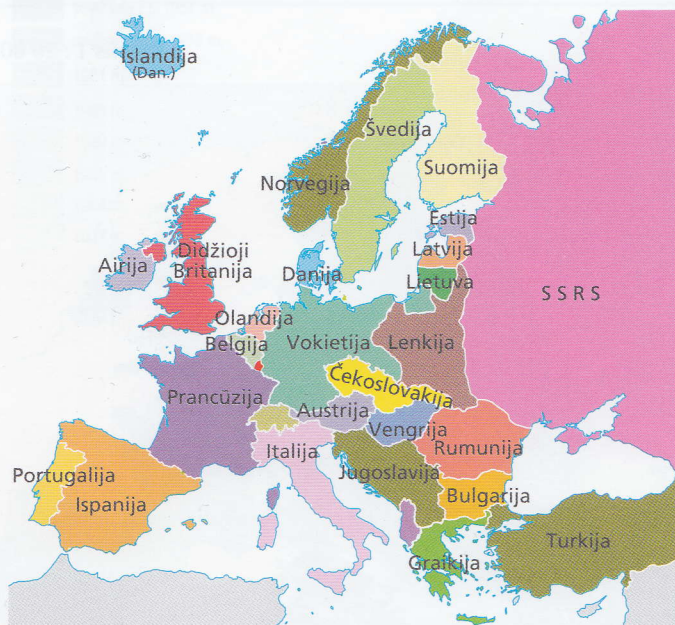 Islandija
(Dan.)
Švedija
Suomija
Norvegija
Estija
Latvija
Lietuva
Airija
Didžioji
Britanija
Danija
S S R S
Olandija
Belgija
Vokietija
Lenkija
Čekoslovakija
Prancūzija
Austrija
Vengrija
Rumunija
Italija
Jugoslavija
Portugalija
Ispanija
Bulgarija
Graikija
Turkija